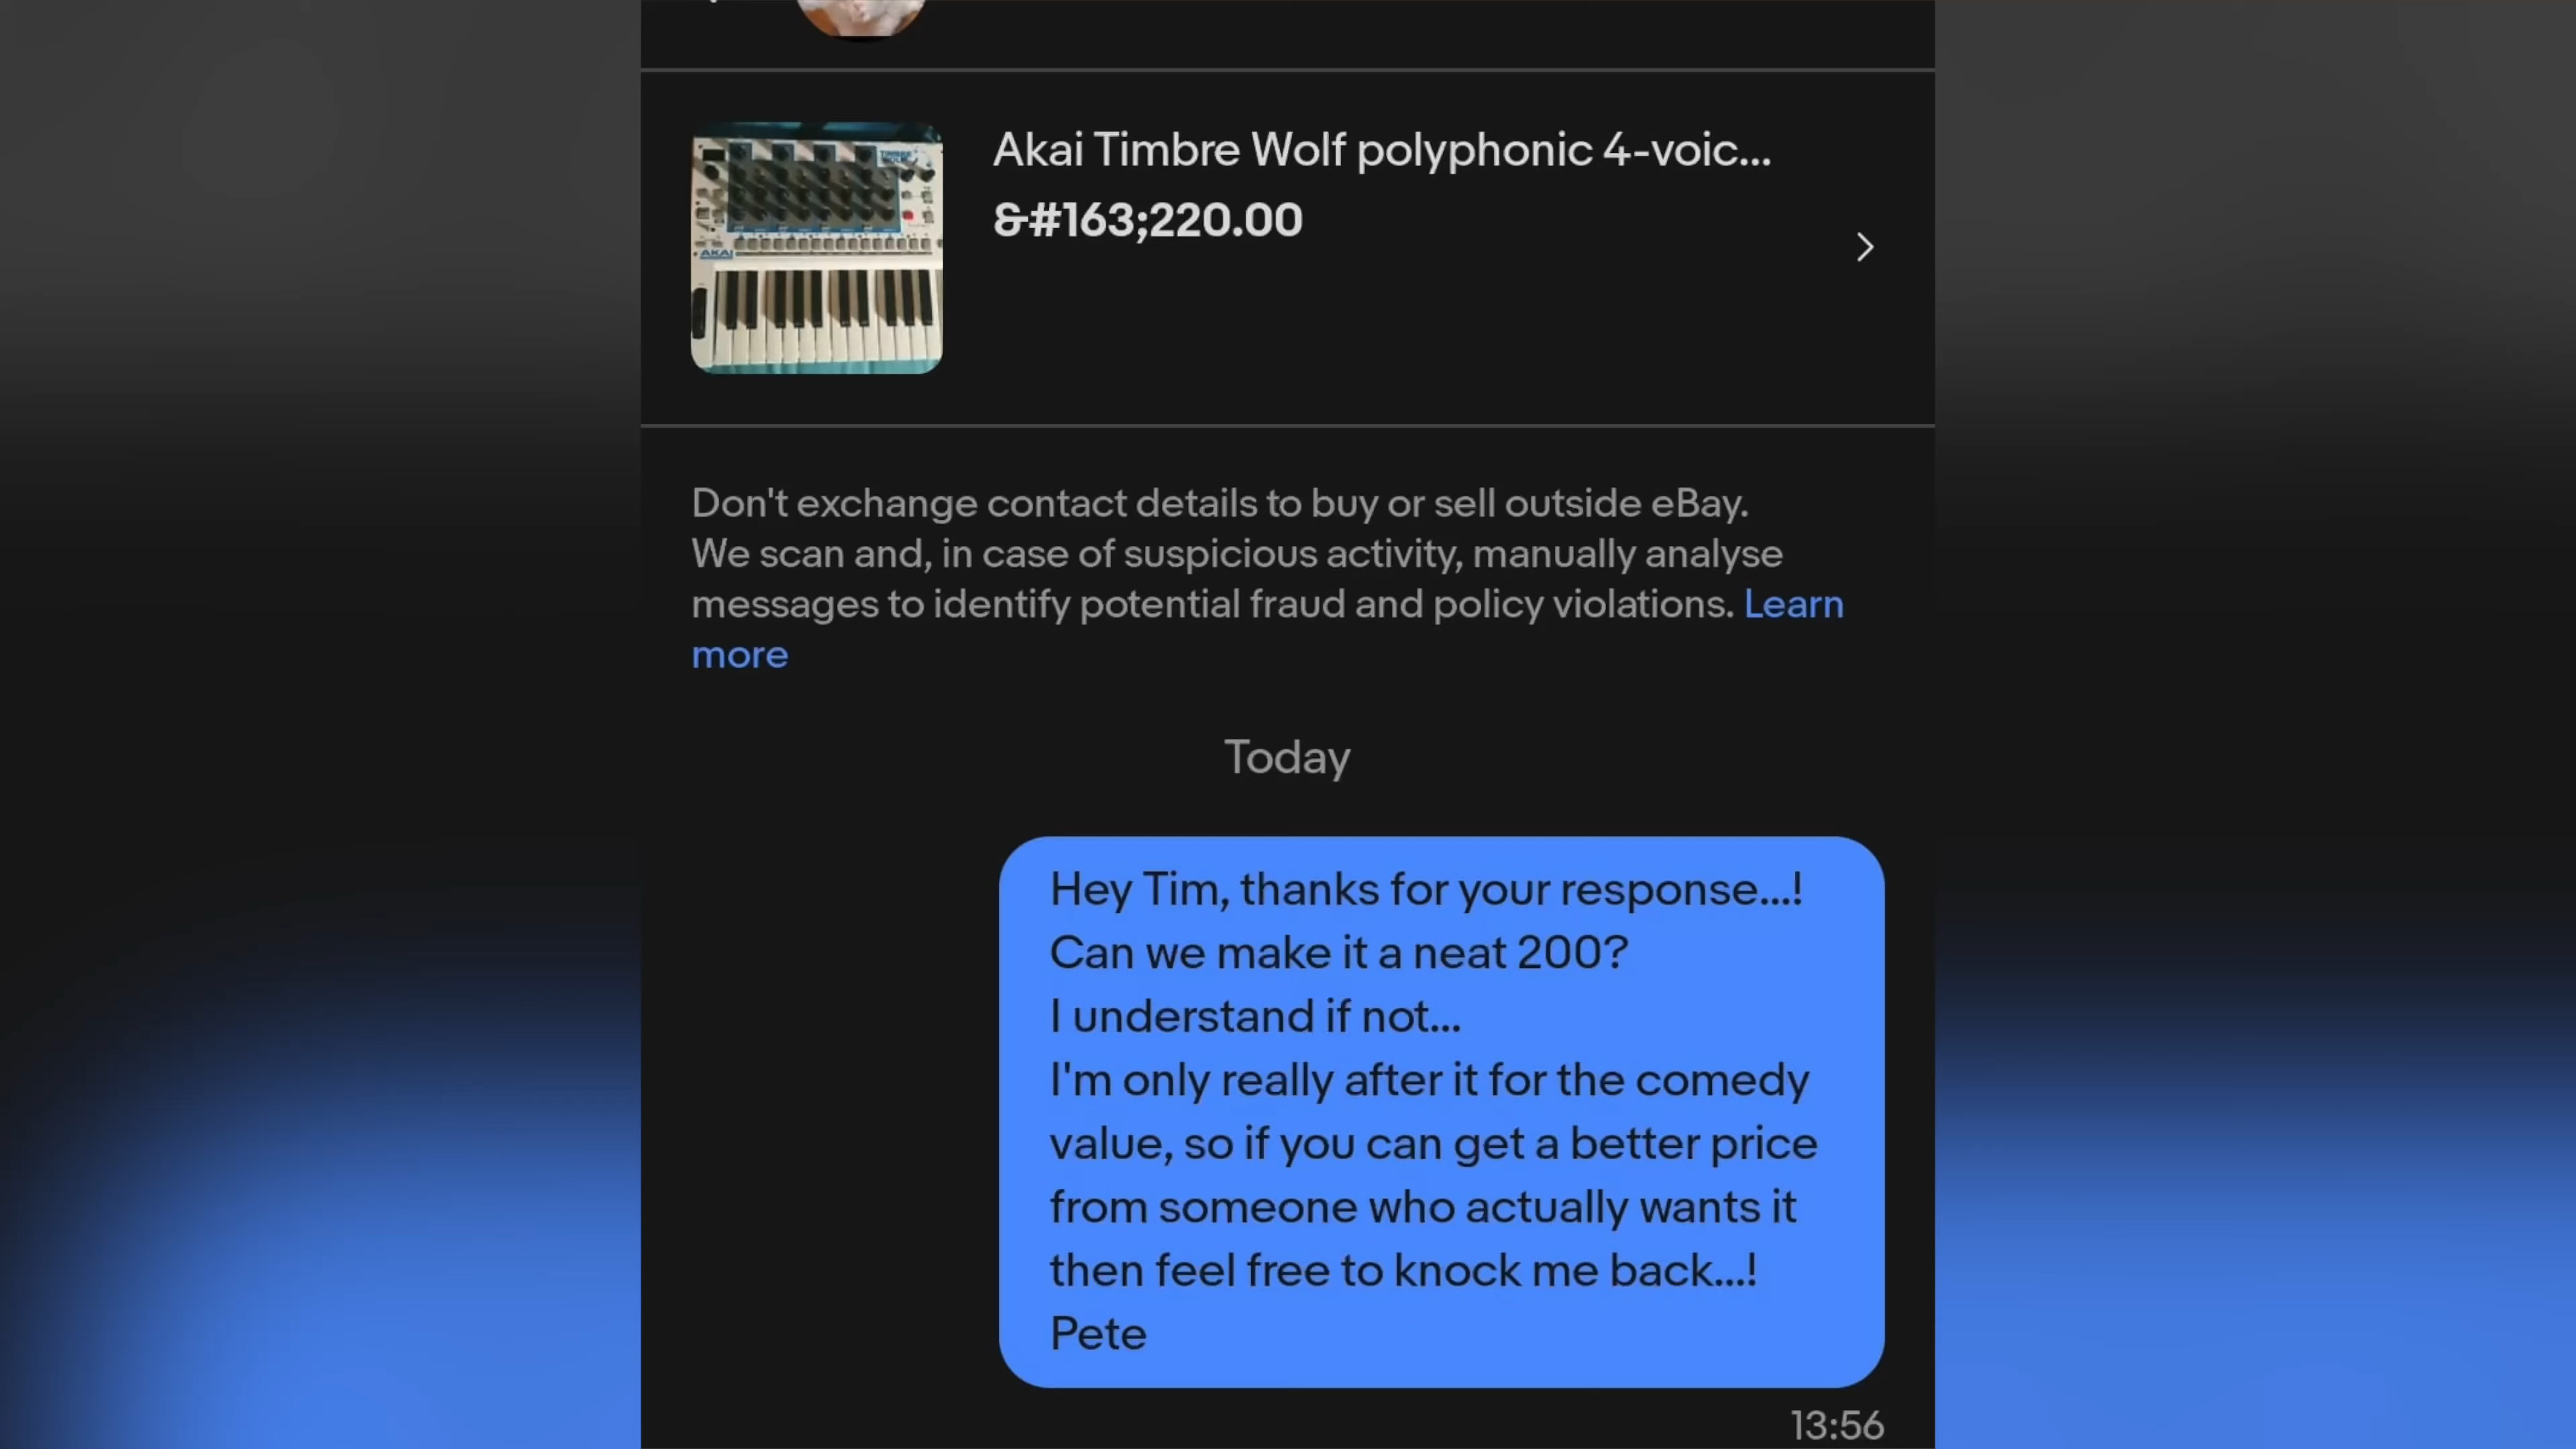 Akai Timbre Wolf polyphonic 4-voic...
&#163;220.00
AKAI
Don't exchange contact details to buy or sell outside eBay.
We scan and, in case of suspicious activity, manually analyse
messages to identify potential fraud and policy violations. Learn
more
Today
Hey Tim, thanks for your response...!
Can we make it a neat 200?
I understand if not...
I'm only really after it for the comedy
value, so if you can get a better price
from someone who actually wants it
then feel free to knock me back...!
Pete
13:56